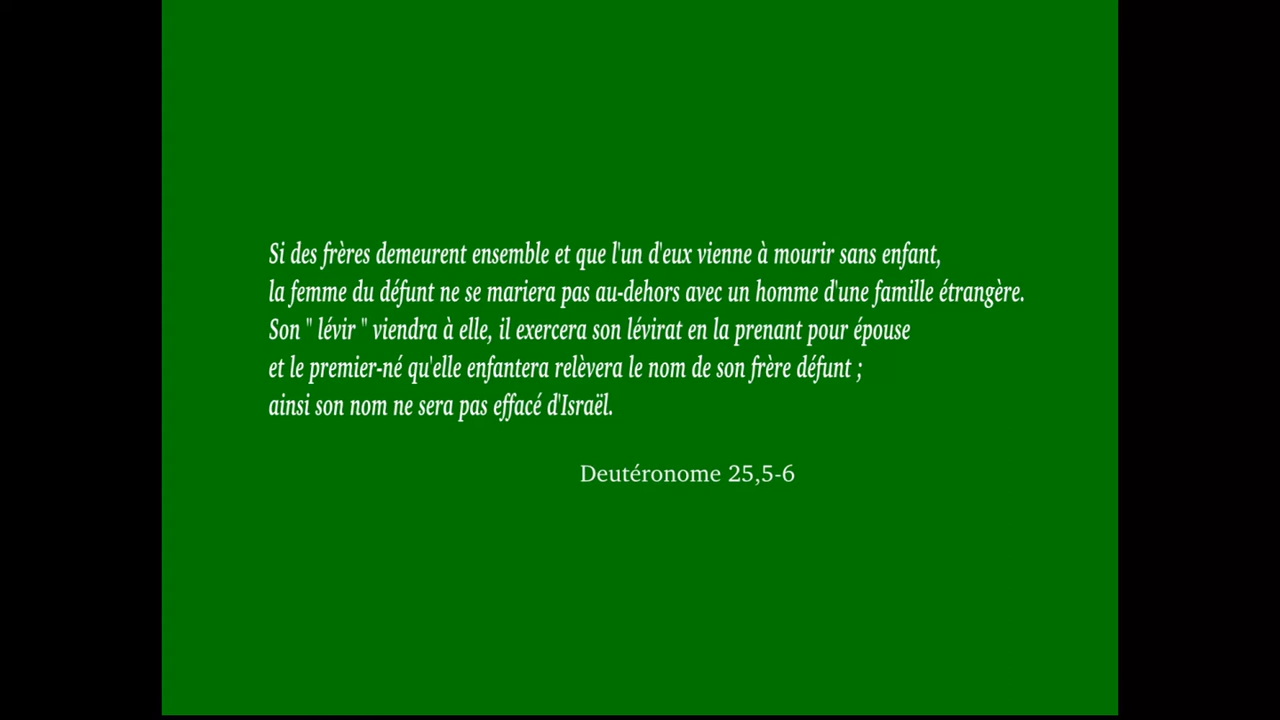 Si des frères demeurent ensemble et que l'un d'eux vienne à mourir sans enfant,
la femme du défunt ne se mariera pas au-dehors avec un homme d'une famille étrangère.
Son " lévir " viendra à elle, il exercera son lévirat en la prenant pour épouse
et le premier-né qu'elle enfantera relèvera le nom de son frère défunt ;
ainsi son nom ne sera pas effacé d'Israël.
Deutéronome 25,5-6